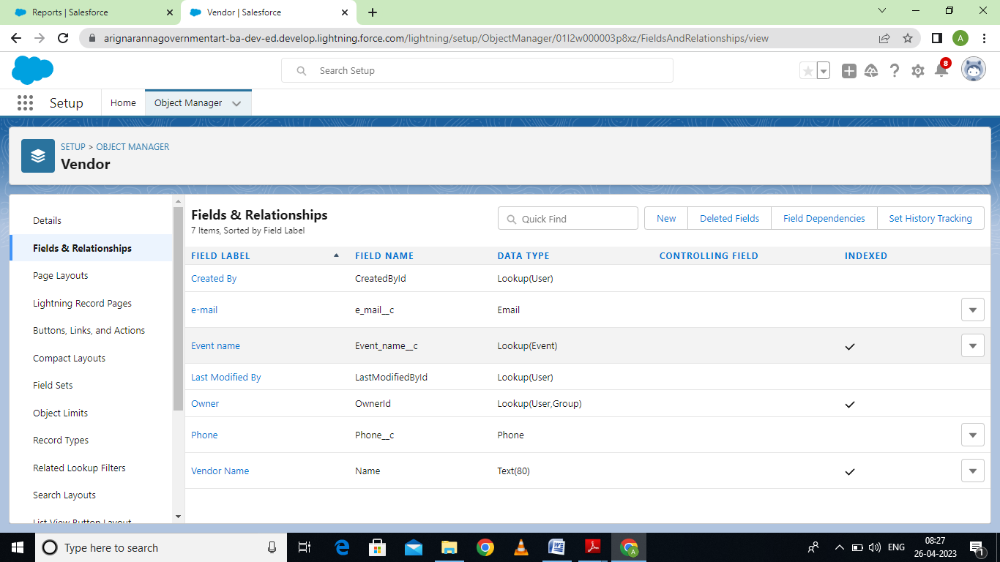 Reports | Salesforce
Vendor | Salesforce
arignarannagovernmentart-ba-dev-ed.develop.lightning.force.com/lightning/setup/ObjectManager/01I2w000003p8xz/FieldsAndRelationships/view
A
Search Setup
8
Setup
Home
Object Manager
SETUP > OBJECT MANAGER
Vendor
Details
Fields & Relationships
Page Layouts
Lightning Record Pages
Buttons, Links, and Actions
Compact Layouts
Field Sets
Object Limits
Record Types
Related Lookup Filters
Search Layouts
List View Button Layout
Fields & Relationships
7 Items, Sorted by Field Label
Quick Find
New
Deleted Fields
Field Dependencies
Set History Tracking
FIELD LABEL FIELD NAME DATA TYPE CONTROLLING FIELD INDEXED
Created By CreatedById Lookup(User)
e-mail e_mail__c Email
Event name Event_name__c Lookup(Event)
Last Modified By LastModifiedById Lookup(User)
Owner OwnerId Lookup(User,Group)
Phone Phone__c Phone
Vendor Name Name Text(80)
Type here to search
W
A
ENG
08:27
26-04-2023
1